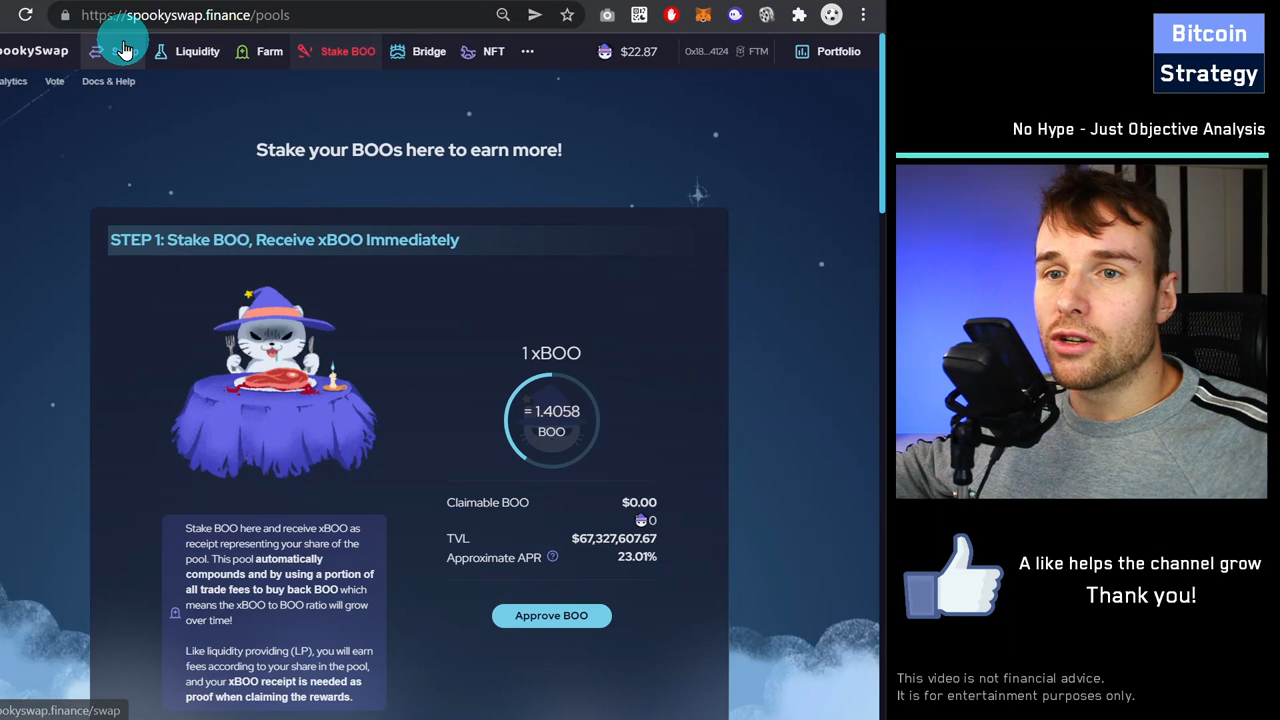 https://spookyswap.finance/pools
pookySwap
Liquidity
Farm
Stake BOO
Bridge
NFT
$22.87
0x18...4124
FTM
Portfolio
alytics
Vote
Docs & Help
Stake your BOOs here to earn more!
STEP 1: Stake BOO, Receive xBOO Immediately
1 xBOO
= 1.4058
BOO
Claimable BOO
$0.00
0
TVL
$67,327,607.67
Approximate APR
23.01%
Approve BOO
Stake BOO here and receive xBOO as
receipt representing your share of the
pool. This pool automatically
compounds and by using a portion of
all trade fees to buy back BOO which
means the xBOO to BOO ratio will grow
over time!
Like liquidity providing (LP), you will earn
fees according to your share in the pool,
and your xBOO receipt is needed as
proof when claiming the rewards.
ookyswap.finance/swap
Bitcoin
Strategy
No Hype - Just Objective Analysis
A like helps the channel grow
Thank you!
This video is not financial advice.
It is for entertainment purposes only.